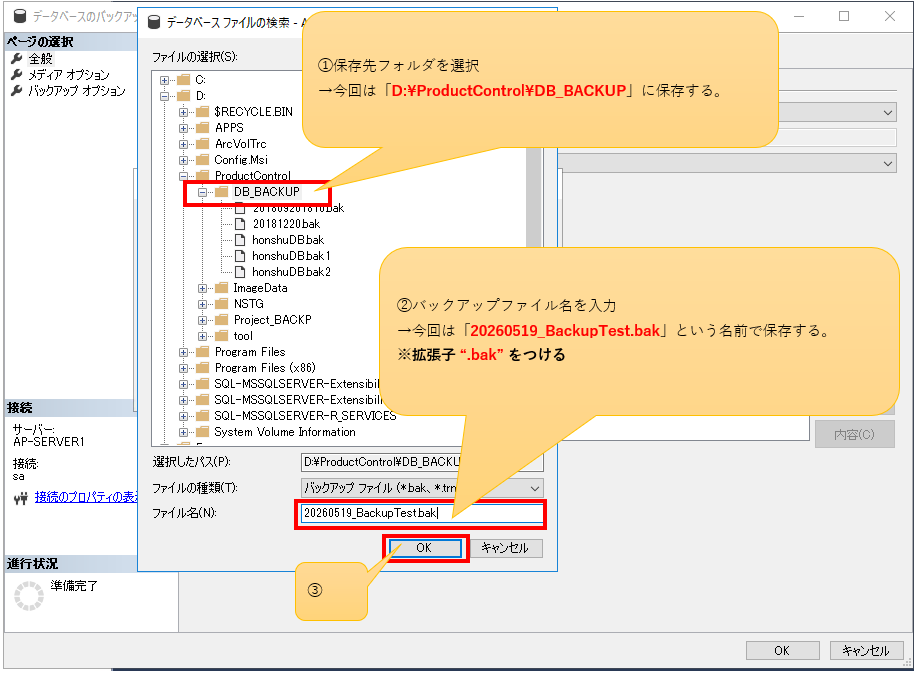 データベースのバックアッ
データベース ファイルの検索 - A
ページの選択
全般
メディア オプション
バックアップ オプション
ファイルの選択(S):
C:
D:
$RECYCLE.BIN
APPS
ArcVolTrc
Config.Msi
ProductControl
DB_BACKUP
201809201810.bak
20181220.bak
honshuDB.bak
honshuDB.bak1
honshuDB.bak2
ImageData
NSTG
Project_BACKP
tool
Program Files
Program Files (x86)
SQL-MSSQLSERVER-Extensibil
SQL-MSSQLSERVER-Extensibil
SQL-MSSQLSERVER-R_SERVICES
System Volume Information
①保存先フォルダを選択
→今回は「D:¥ProductControl¥DB_BACKUP」に保存する。
②バックアップファイル名を入力
→今回は「20260519_BackupTest.bak」という名前で保存する。
※拡張子 “.bak” をつける
接続
サーバー:
AP-SERVER1
接続:
sa
接続のプロパティの表示
内容(C)
選択したパス(P):
D:¥ProductControl¥DB_BACKU
ファイルの種類(T):
バックアップ ファイル (*.bak、*.trn
ファイル名(N):
20260519_BackupTest.bak
OK
キャンセル
③
進行状況
準備完了
OK
キャンセル